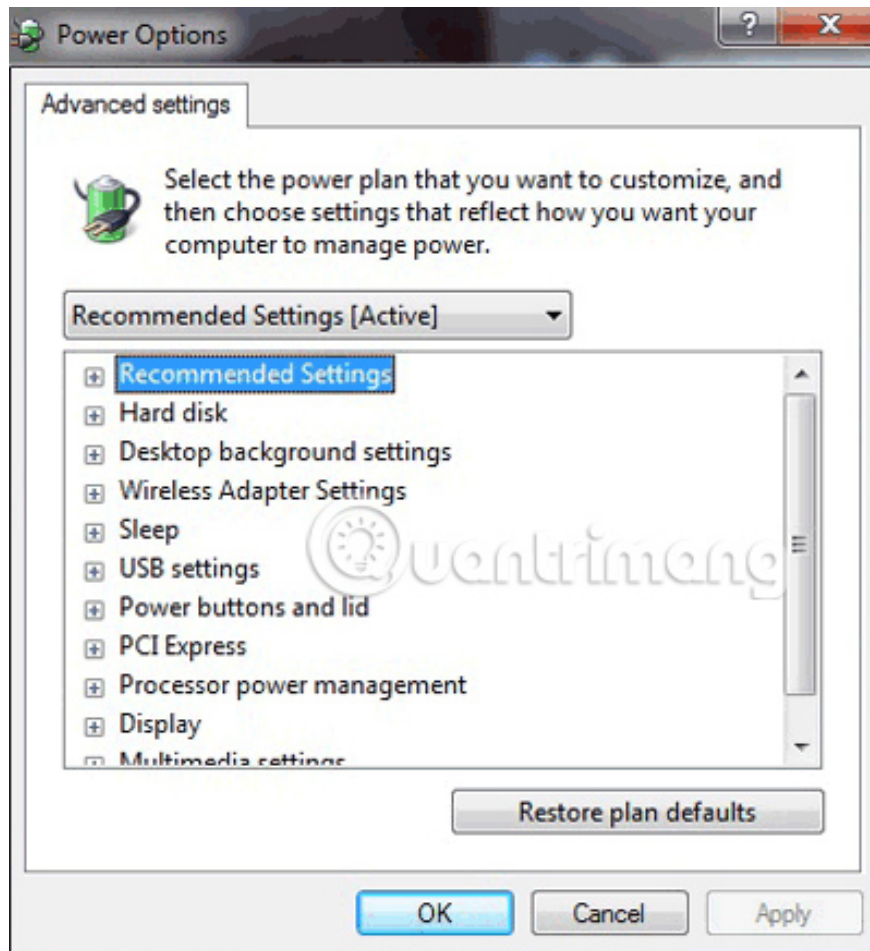 Power Options
Advanced settings
Select the power plan that you want to customize, and
then choose settings that reflect how you want your
computer to manage power.
Recommended Settings [Active]
Recommended Settings
Hard disk
Desktop background settings
Wireless Adapter Settings
Sleep
Quantrimang
USB settings
Power buttons and lid
PCI Express
Processor power management
Display
Multimedia settings
Restore plan defaults
OK Cancel Apply